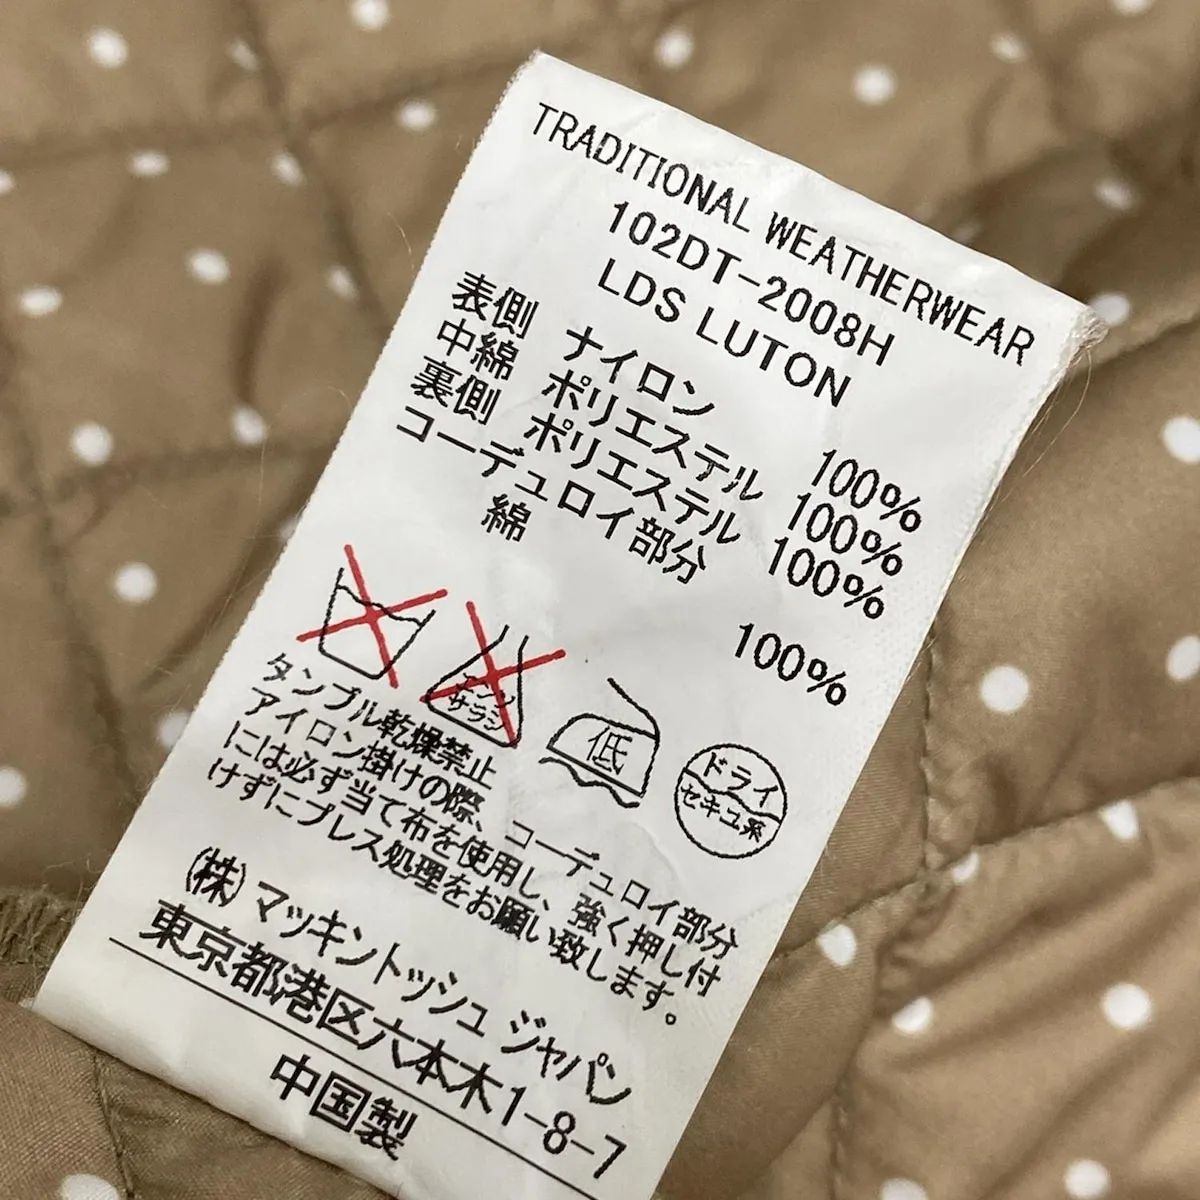 TRADITIONAL WEATHERWEAR
102DT-2008H
LDS LUTON
表側 ナイロン 100%
中綿 ポリエステル 100%
裏側 ポリエステル 100%
コーデュロイ部分
綿 100%
エンソ
サラシ
低
ドライ
セキユ系
タンブル乾燥禁止
アイロン掛けの際、コーデュロイ部分
には必ず当て布を使用し、強く押し付
けずにプレス処理をお願い致します。
(株)マッキントッシュ ジャパン
東京都港区六本木1-8-7
中国製